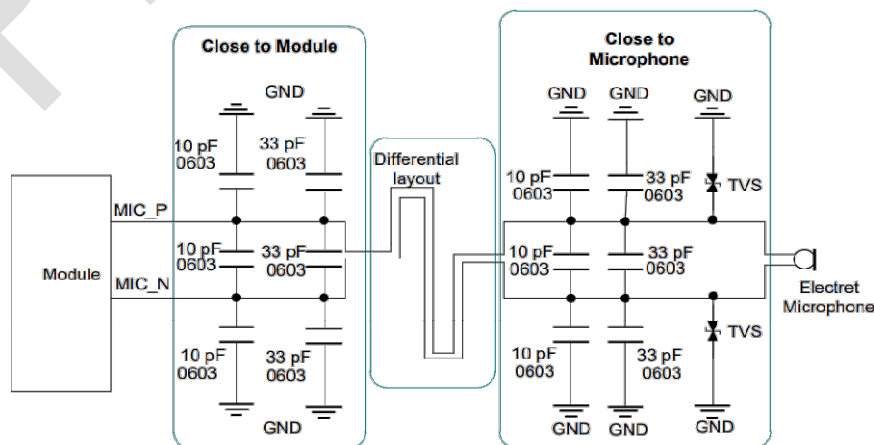 Close to Module
GND
10 pF
0603
33 pF
0603
Module
MIC_P
MIC_N
10 pF
0603
33 pF
0603
10 pF
0603
33 pF
0603
GND
Differential
layout
Close to
Microphone
GND
GND
GND
10 pF
0603
33 pF
0603
TVS
10 pF
0603
33 pF
0603
Electret
Microphone
10 pF
0603
33 pF
0603
TVS
GND
GND
GND